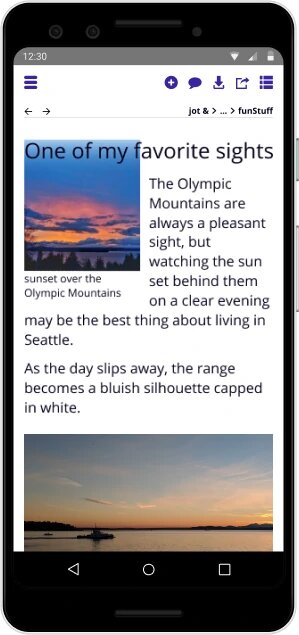 12:30
jot & > ... > funStuff
One of my favorite sights
The Olympic
Mountains are
always a pleasant
sight, but
watching the sun
set behind them
on a clear evening
sunset over the
Olympic Mountains
may be the best thing about living in
Seattle.
As the day slips away, the range
becomes a bluish silhouette capped
in white.